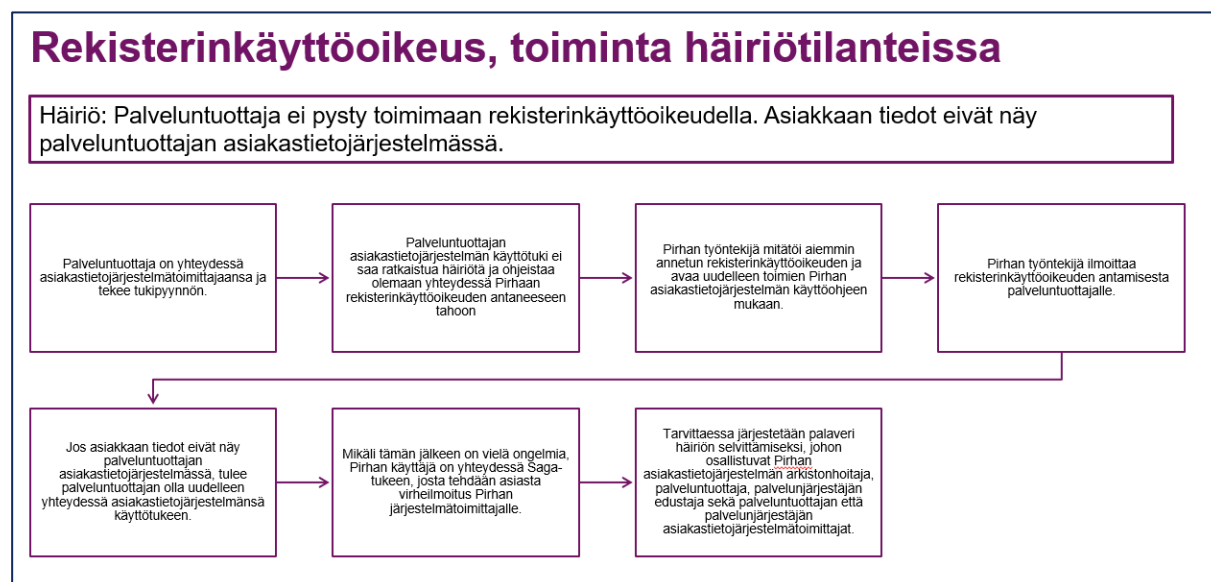 Rekisterinkäyttöoikeus, toiminta häiriötilanteissa
Häiriö: Palveluntuottaja ei pysty toimimaan rekisterinkäyttöoikeudella. Asiakkaan tiedot eivät näy
palveluntuottajan asiakastietojärjestelmässä.
Palveluntuottaja on yhteydessä
asiakastietojärjestelmätoimittajaansa ja
tekee tukipyynnön.
Palveluntuottajan
asiakastietojärjestelmän käyttötuki ei
saa ratkaistua häiriötä ja ohjeistaa
olemaan yhteydessä Pirhaan
rekisterinkäyttöoikeuden antaneeseen
tahoon
Pirhan työntekijä mitätöi aiemmin
annetun rekisterinkäyttöoikeuden ja
avaa uudelleen toimien Pirhan
asiakastietojärjestelmän käyttöohjeen
mukaan.
Pirhan työntekijä ilmoittaa
rekisterinkäyttöoikeuden antamisesta
palveluntuottajalle.
Jos asiakkaan tiedot eivät näy
palveluntuottajan
asiakastietojärjestelmässä, tulee
palveluntuottajan olla uudelleen
yhteydessä asiakastietojärjestelmänsä
käyttötukeen.
Mikäli tämän jälkeen on vielä ongelmia,
Pirhan käyttäjä on yhteydessä Saga-
tukeen, josta tehdään asiasta
virheilmoitus Pirhan
järjestelmätoimittajalle.
Tarvittaessa järjestetään palaveri
häiriön selvittämiseksi, johon
osallistuvat Pirhan
asiakastietojärjestelmän arkistonhoitaja,
palveluntuottaja, palvelunjärjestäjän
edustaja sekä palveluntuottajan että
palvelunjärjestäjän
asiakastietojärjestelmätoimittajat.